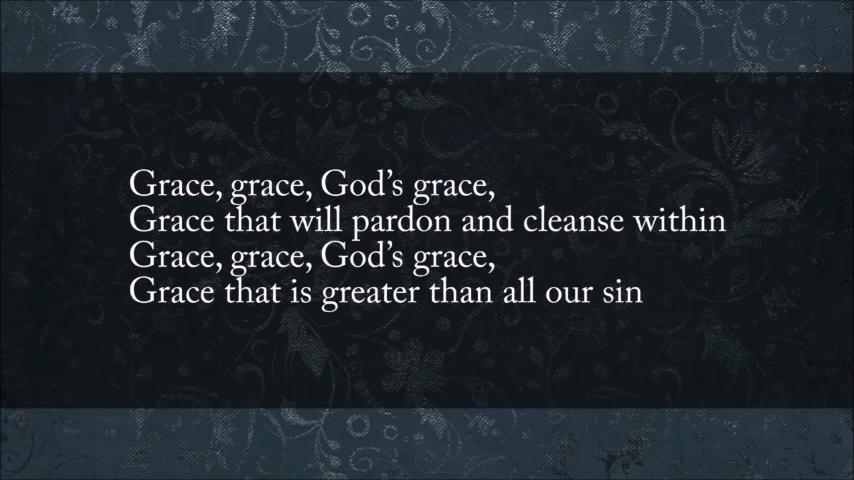 Grace, grace, God’s grace,
Grace that will pardon and cleanse within
Grace, grace, God’s grace,
Grace that is greater than all our sin